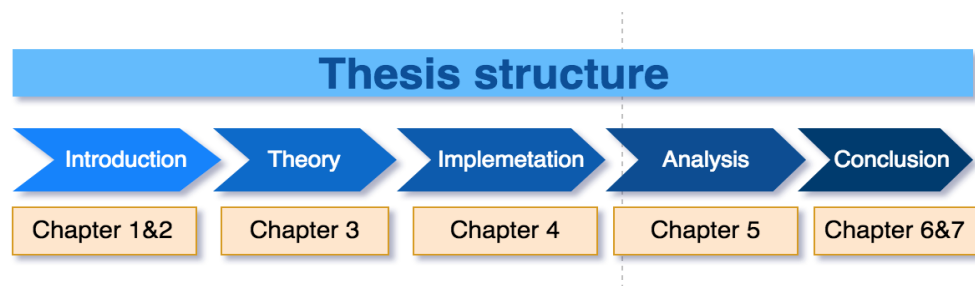 Thesis structure
Introduction
Theory
Implemetation
Analysis
Conclusion
Chapter 1&2
Chapter 3
Chapter 4
Chapter 5
Chapter 6&7